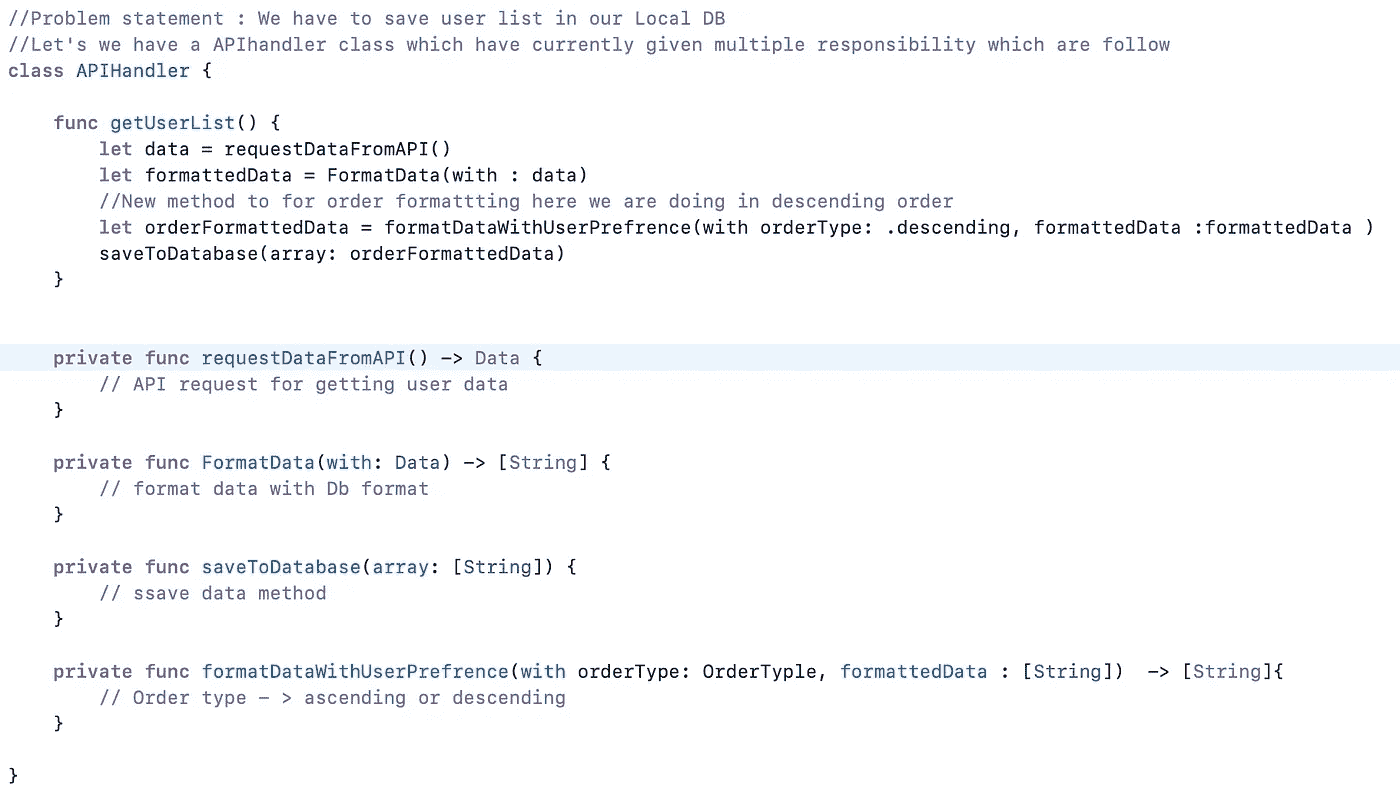 //Problem statement : We have to save user list in our Local DB
//Let's we have a APIhandler class which have currently given multiple responsibility which are follow
class APIHandler {
func getUserList() {
let data = requestDataFromAPI()
let formattedData = FormatData(with : data)
//New method to for order formattting here we are doing in descending order
let orderFormattedData = formatDataWithUserPrefrence(with orderType: .descending, formattedData :formattedData )
saveToDatabase(array: orderFormattedData)
}
private func requestDataFromAPI() -> Data {
// API request for getting user data
}
private func FormatData(with: Data) -> [String] {
// format data with Db format
}
private func saveToDatabase(array: [String]) {
// ssave data method
}
private func formatDataWithUserPrefrence(with orderType: OrderTyple, formattedData : [String])  -> [String]{
// Order type - > ascending or descending
}
}